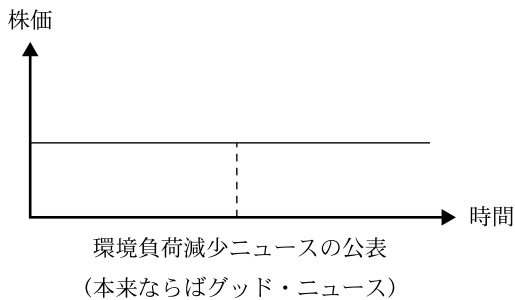 株価
時間
環境負荷減少ニュースの公表
（本来ならばグッド・ニュース）